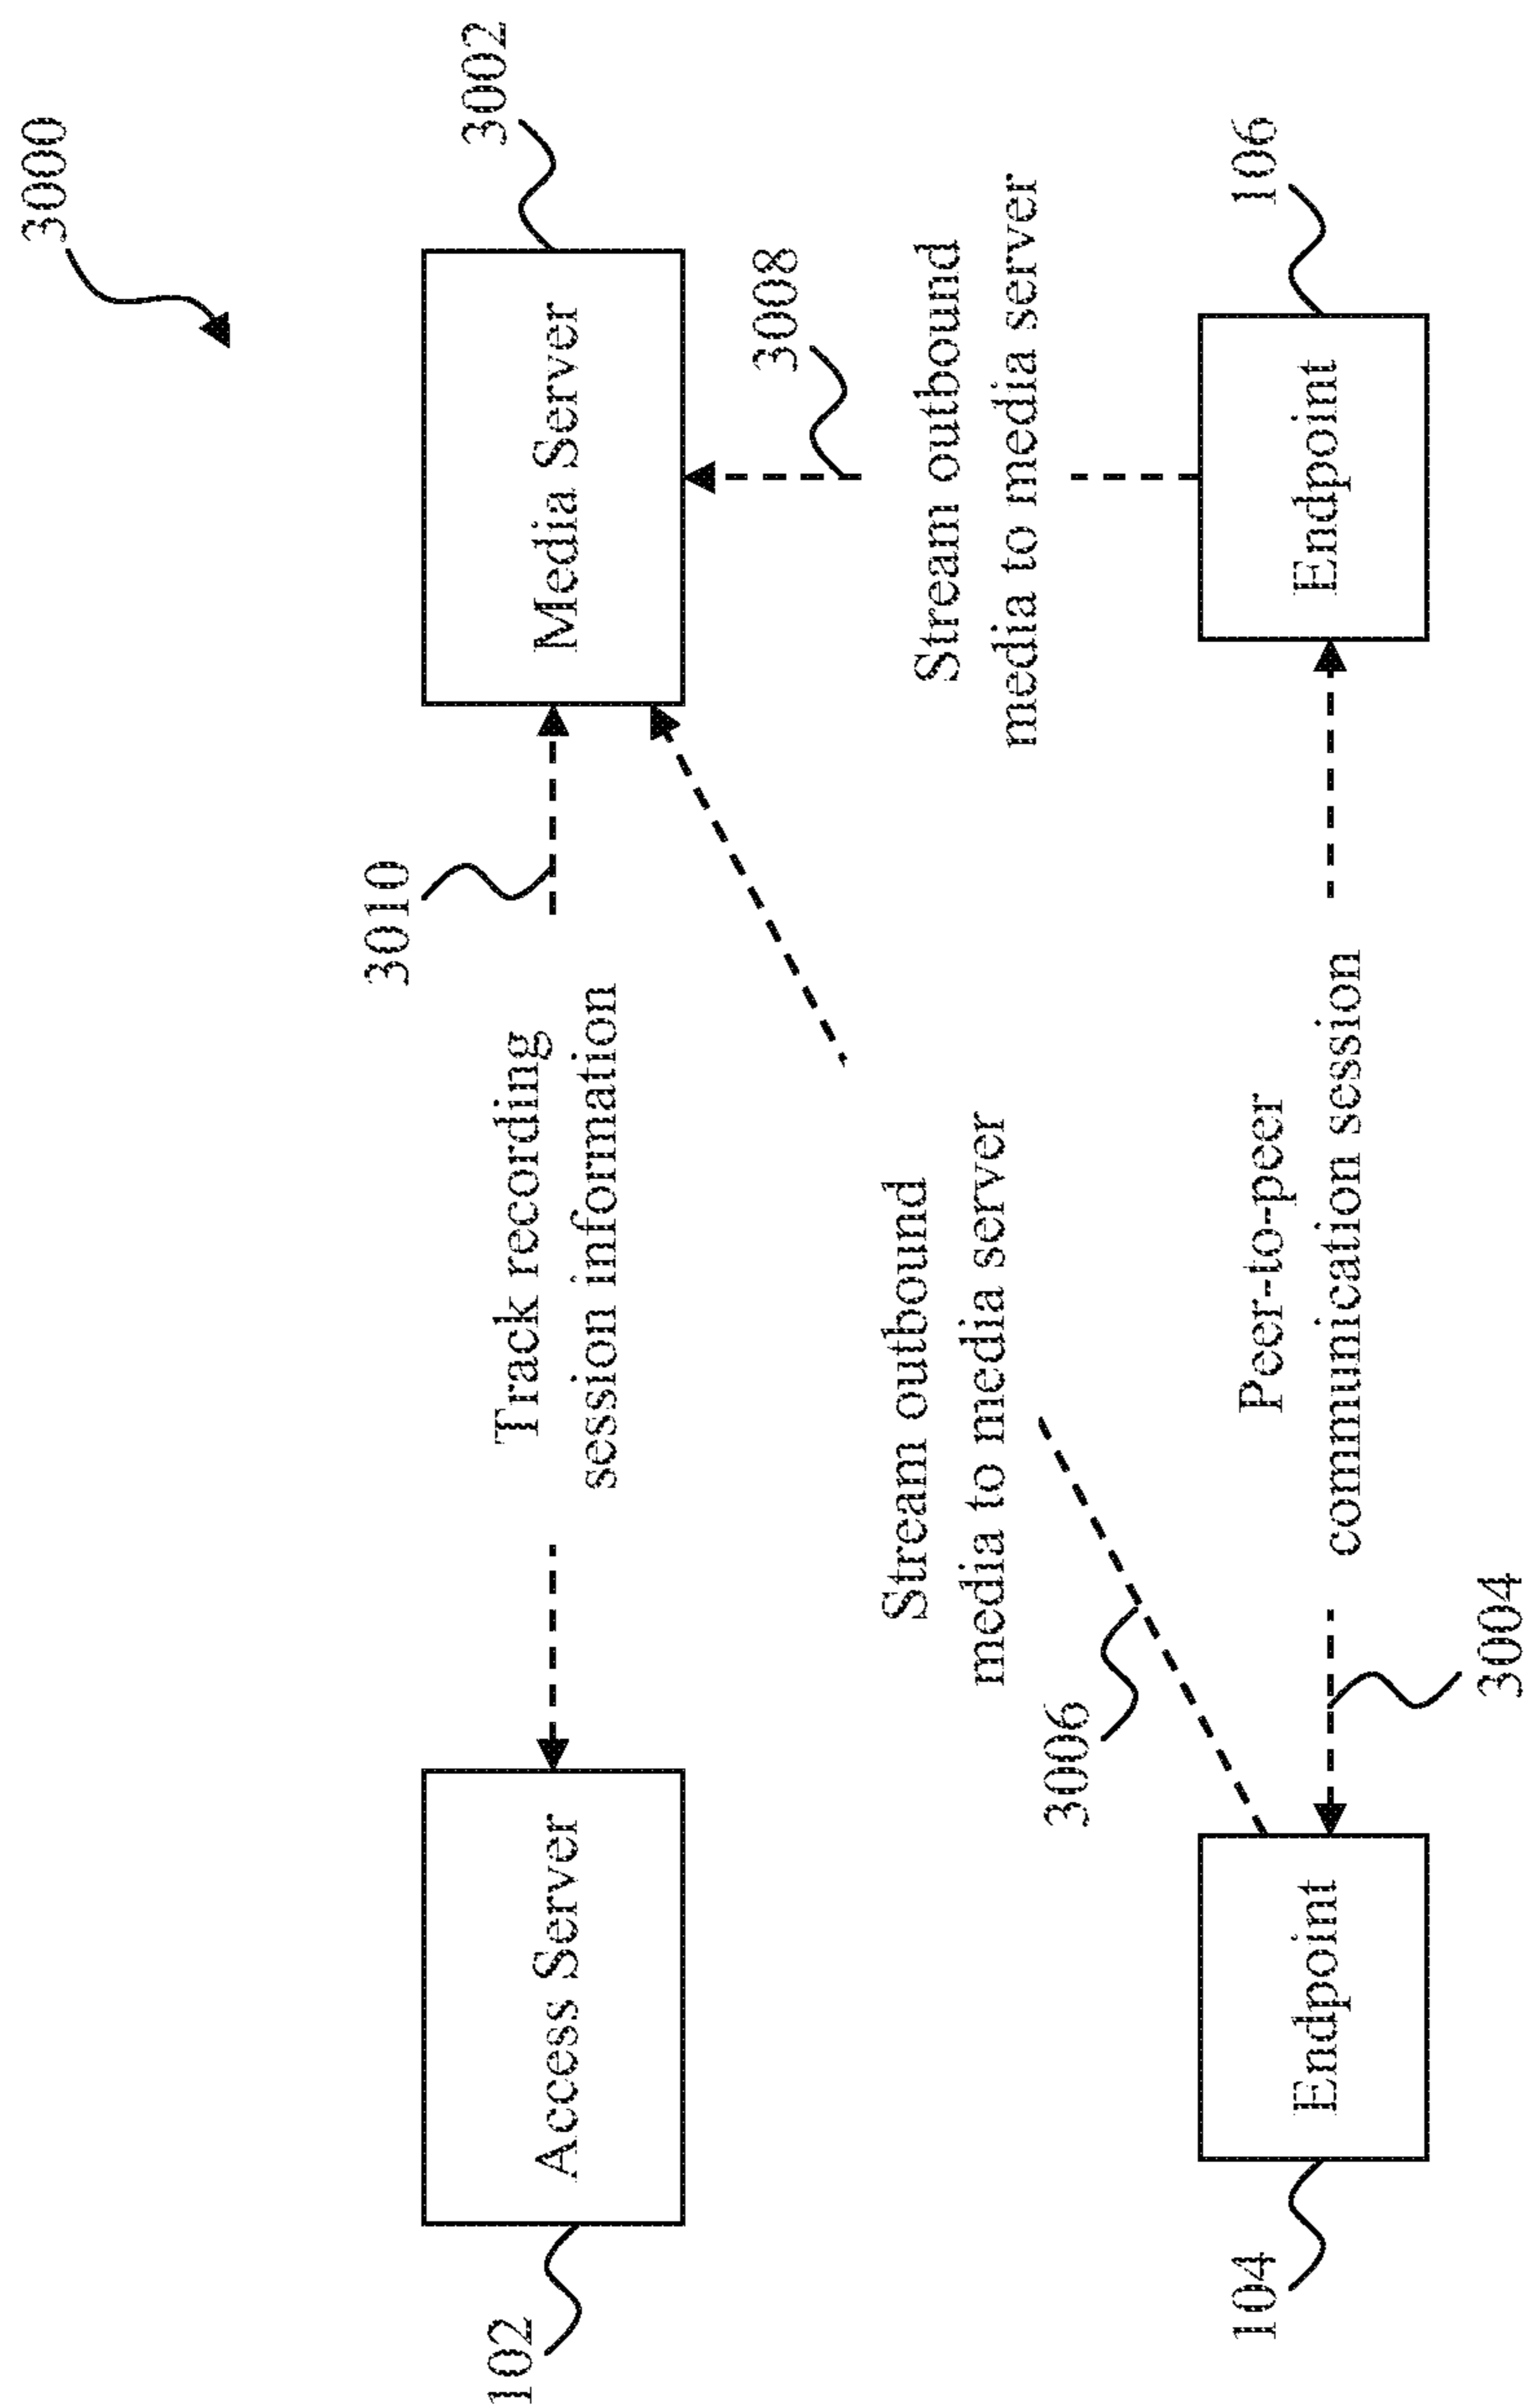 3000
102
Access Server
Track recording
session information
3010
Media Server
3002
Stream outbound
media to media server
3006
Stream outbound
media to media server
3008
104
Endpoint
Peer-to-peer
communication session
3004
Endpoint
106